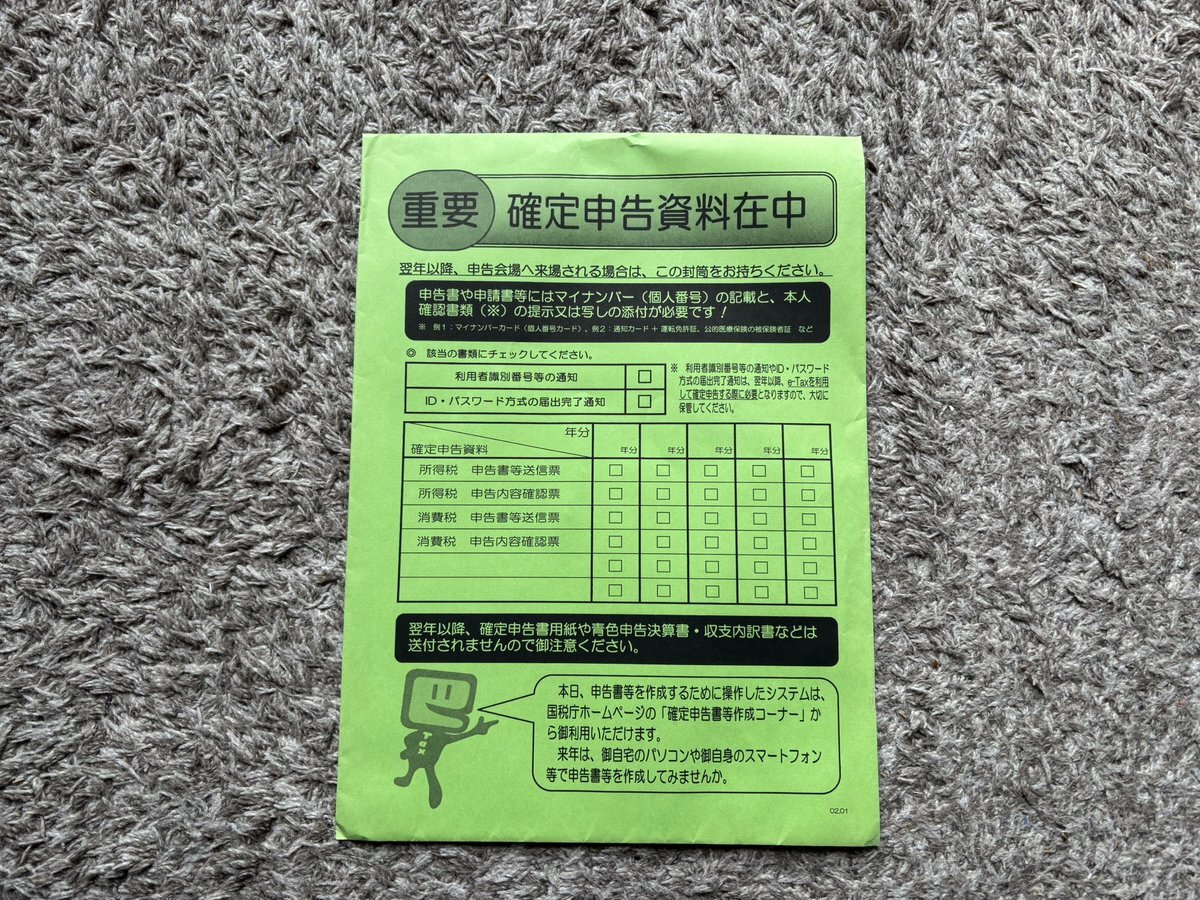 重要 確定申告資料在中
翌年以降、申告会場へ来場される場合は、この封筒をお持ちください。
申告書や申請書等にはマイナンバー（個人番号）の記載と、本人
確認書類（※）の提示又は写しの添付が必要です！
※ 例１：マイナンバーカード（個人番号カード）、例２：通知カード ＋ 運転免許証、公的医療保険の被保険者証 など
◎ 該当の書類にチェックしてください。
利用者識別番号等の通知 □
ID・パスワード方式の届出完了通知 □
※ 利用者識別番号等の通知やID・パスワード
方式の届出完了通知は、翌年以降、e-Taxを利用
して確定申告する際に必要となりますので、大切に
保管してください。
年分
確定申告資料 年分 年分 年分 年分 年分
所得税 申告書等送信票 □ □ □ □ □
所得税 申告内容確認票 □ □ □ □ □
消費税 申告書等送信票 □ □ □ □ □
消費税 申告内容確認票 □ □ □ □ □
□ □ □ □ □
□ □ □ □ □
翌年以降、確定申告書用紙や青色申告決算書・収支内訳書などは
送付されませんので御注意ください。
本日、申告書等を作成するために操作したシステムは、
国税庁ホームページの「確定申告書等作成コーナー」か
ら御利用いただけます。
来年は、御自宅のパソコンや御自身のスマートフォン
等で申告書等を作成してみませんか。
02.01